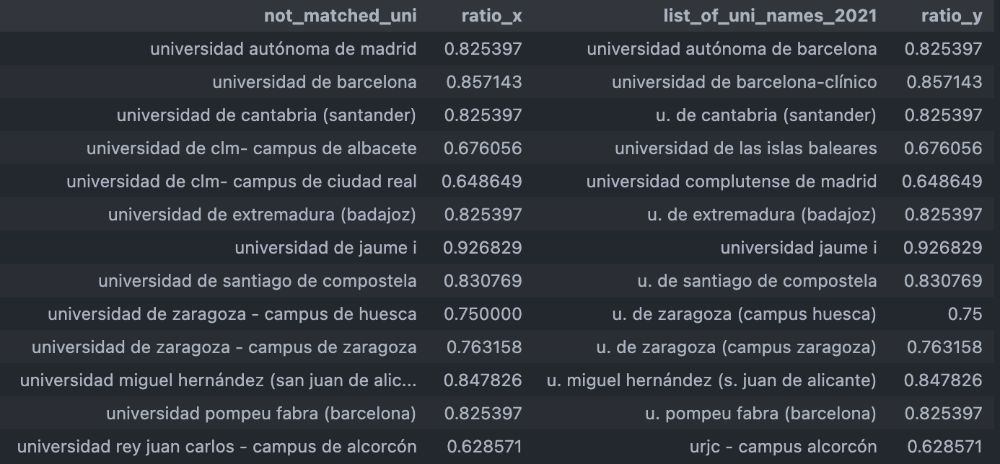 not_matched_uni ratio_x list_of_uni_names_2021 ratio_y
universidad autónoma de madrid 0.825397 universidad autónoma de barcelona 0.825397
universidad de barcelona 0.857143 universidad de barcelona-clínico 0.857143
universidad de cantabria (santander) 0.825397 u. de cantabria (santander) 0.825397
universidad de clm- campus de albacete 0.676056 universidad de las islas baleares 0.676056
universidad de clm- campus de ciudad real 0.648649 universidad complutense de madrid 0.648649
universidad de extremadura (badajoz) 0.825397 u. de extremadura (badajoz) 0.825397
universidad de jaume i 0.926829 universidad jaume i 0.926829
universidad de santiago de compostela 0.830769 u. de santiago de compostela 0.830769
universidad de zaragoza - campus de huesca 0.750000 u. de zaragoza (campus huesca) 0.75
universidad de zaragoza - campus de zaragoza 0.763158 u. de zaragoza (campus zaragoza) 0.763158
universidad miguel hernández (san juan de alic... 0.847826 u. miguel hernández (s. juan de alicante) 0.847826
universidad pompeu fabra (barcelona) 0.825397 u. pompeu fabra (barcelona) 0.825397
universidad rey juan carlos - campus de alcorcón 0.628571 urjc - campus alcorcón 0.628571